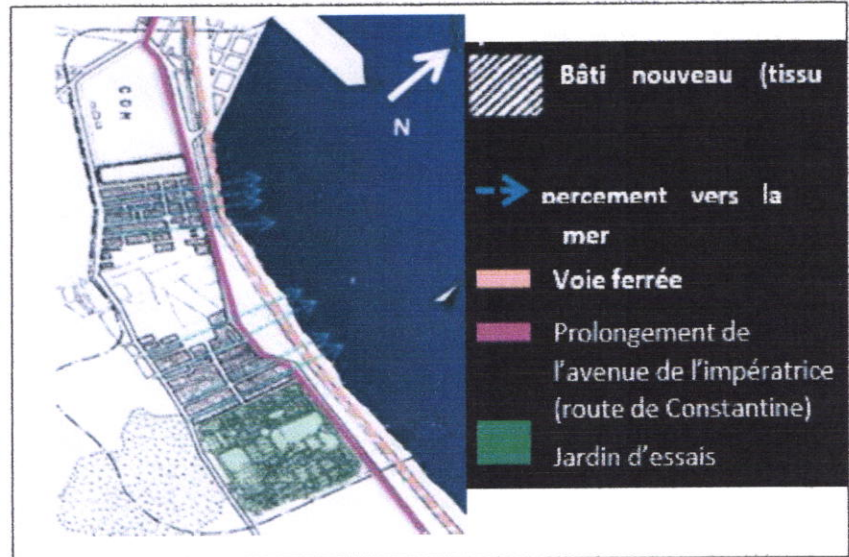 COM
N
Bâti nouveau (tissu
percement vers la
mer
Voie ferrée
Prolongement de
l'avenue de l'impératrice
(route de Constantine)
Jardin d'essais